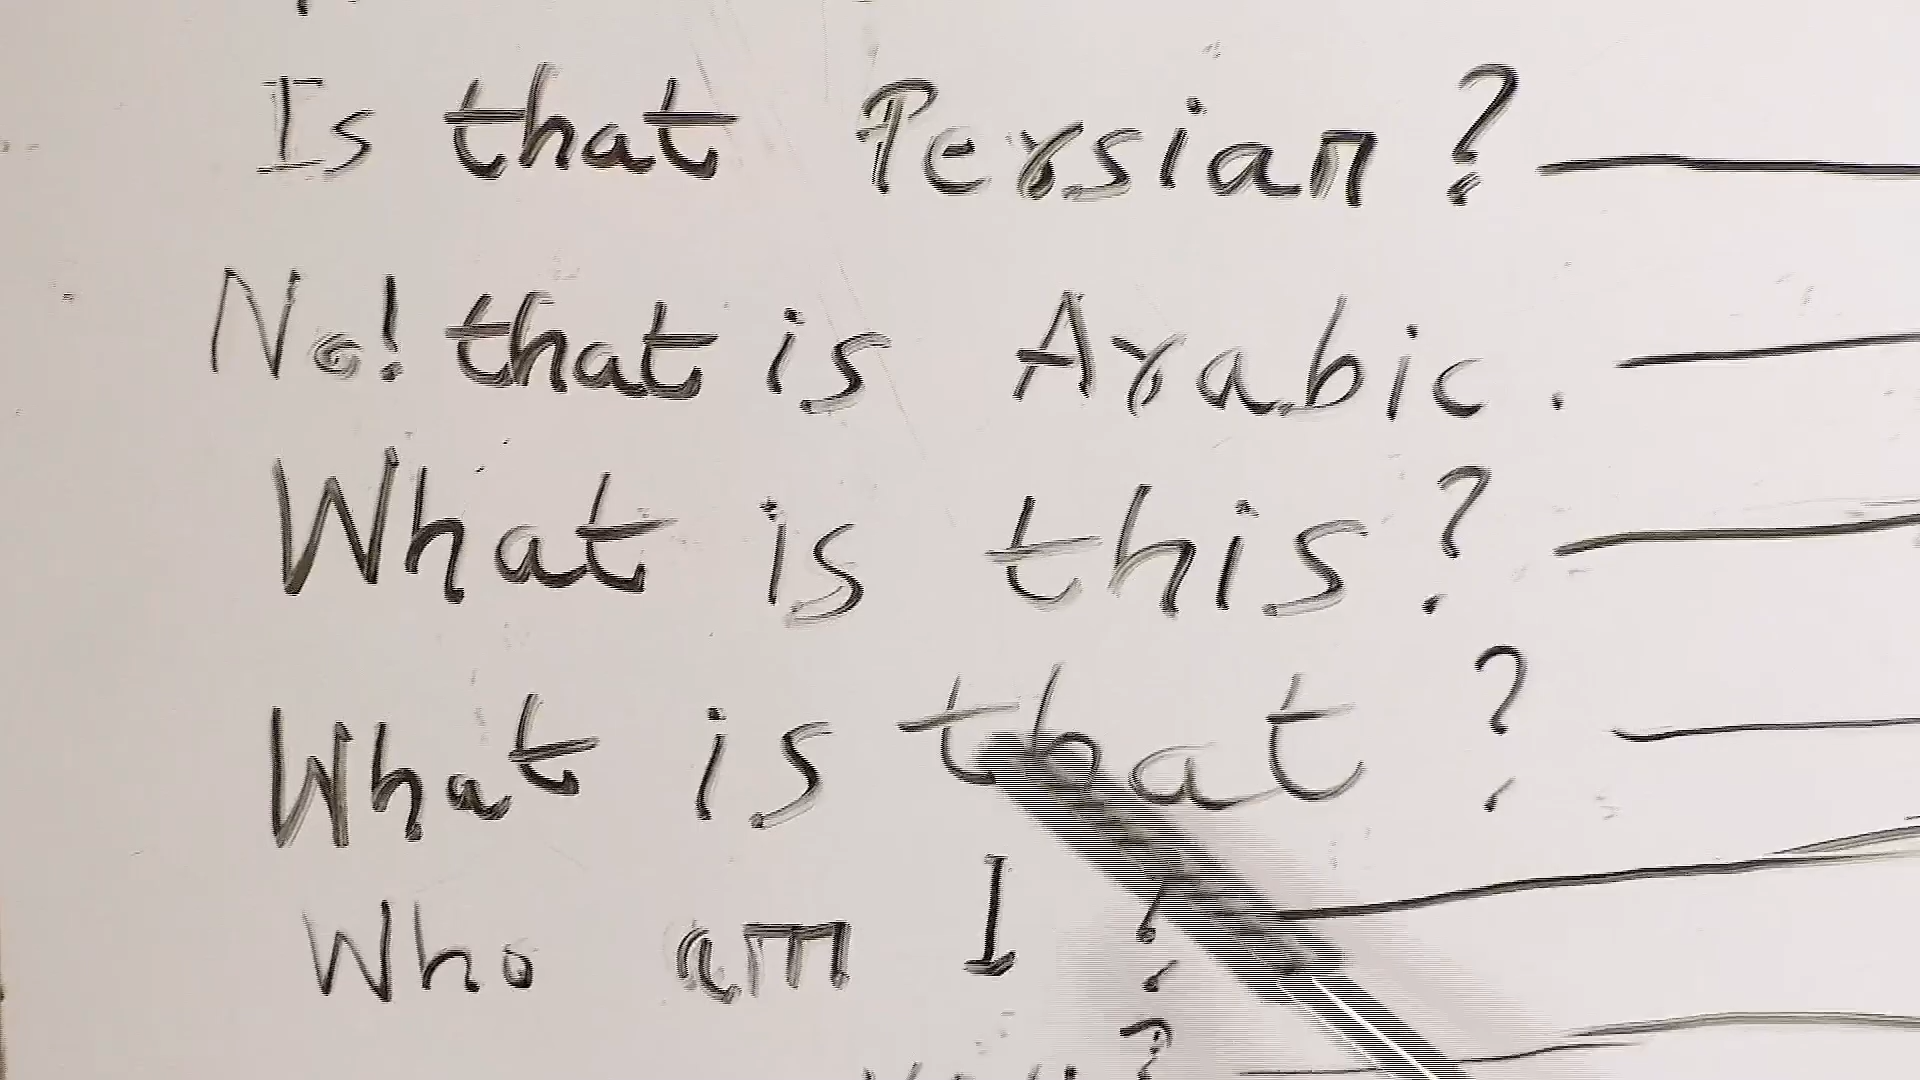 Is that Persian?
No! that is Arabic.
What is this?
What is that?
Who am I?
?